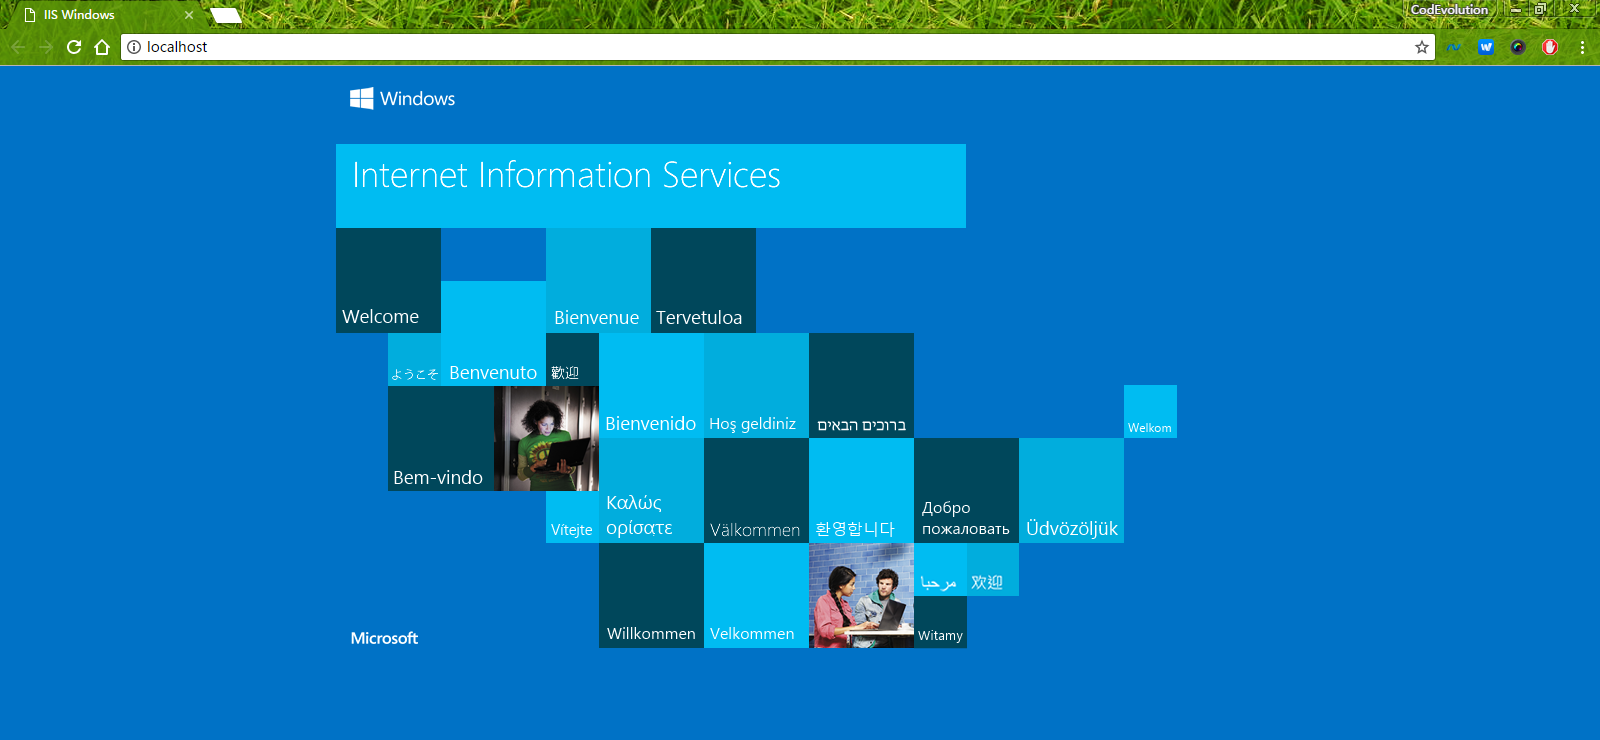 IIS Windows
CodEvolution
localhost
Windows
Internet Information Services
Welcome
Bienvenue
Tervetuloa
ようこそ
Benvenuto
歡迎
Bienvenido
Hoş geldiniz
ברוכים הבאים
Welkom
Bem-vindo
Vítejte
Καλώς
ορίσατε
Välkommen
환영합니다
Добро
пожаловать
Üdvözöljük
مرحبا
欢迎
Microsoft
Willkommen
Velkommen
Witamy